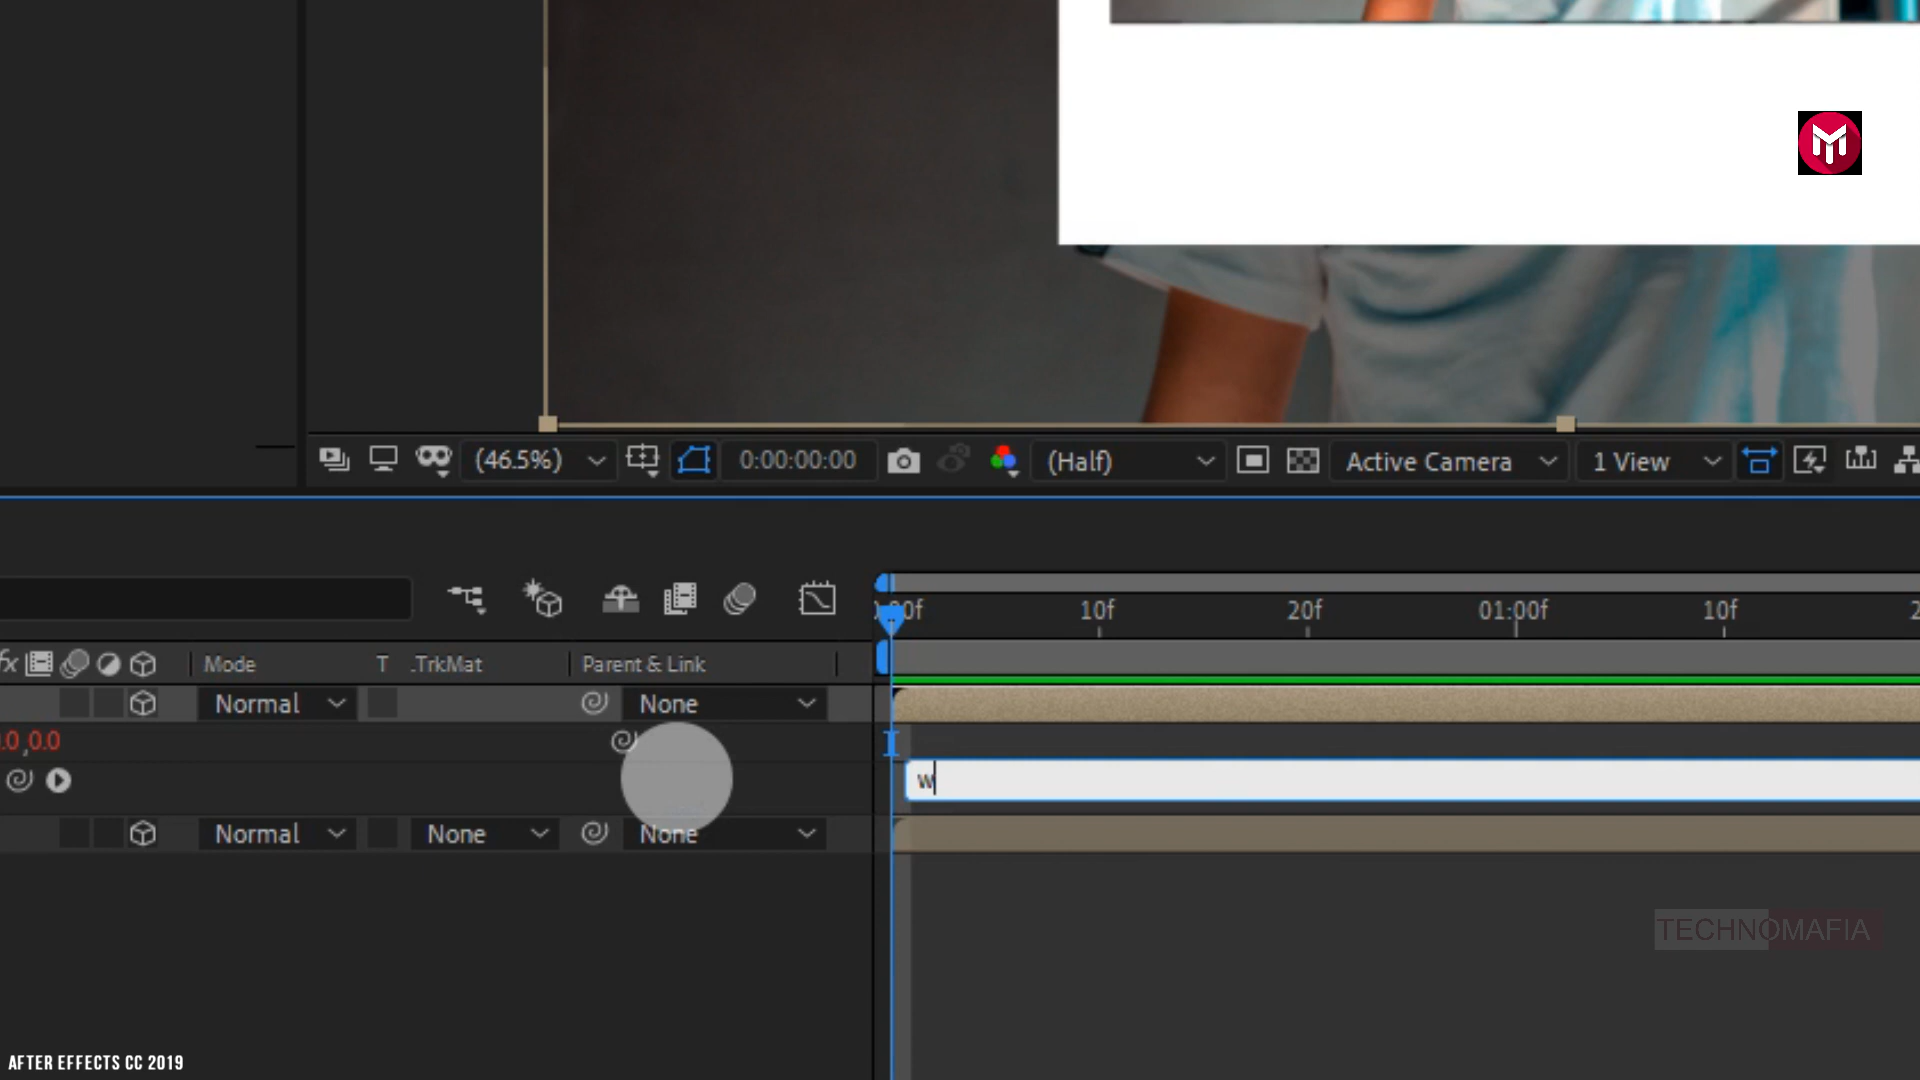 (46.5%)
0:00:00:00
(Half)
Active Camera
1 View
10f
20f
01:00f
10f
fx
Mode
T
.TrkMat
Parent & Link
Normal
None
.0,0.0
w
Normal
None
None
TECHNOMAFIA
AFTER EFFECTS CC 2019